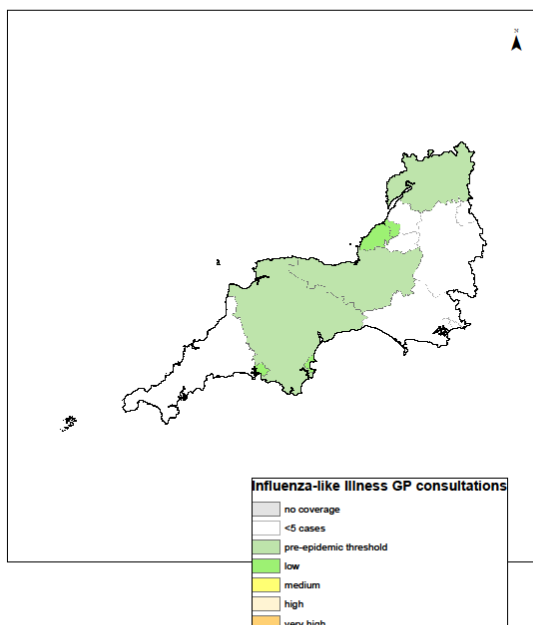 N
Influenza-like Illness GP consultations
no coverage
<5 cases
pre-epidemic threshold
low
medium
high
very high